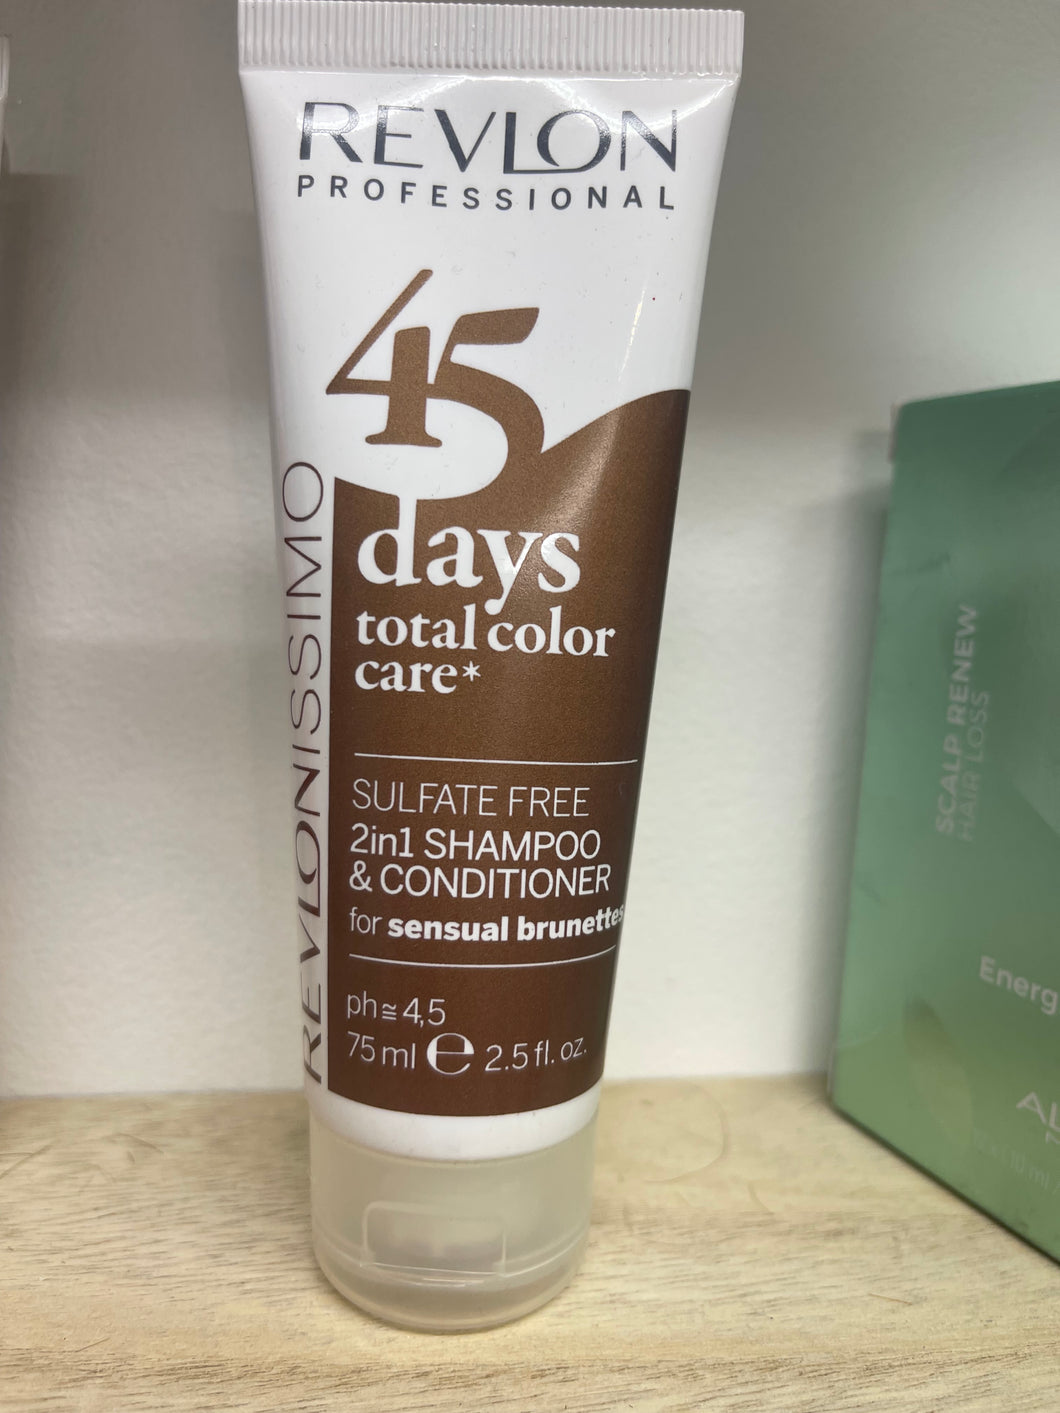 REVLON
PROFESSIONAL
45
days
total color
care*
SULFATE FREE
2in1 SHAMPOO
& CONDITIONER
for sensual brunettes
ph≅4,5
75 ml ℮ 2.5 fl. oz.
REVLONISSIMO
SCALP RENEW
HAIR LOSS